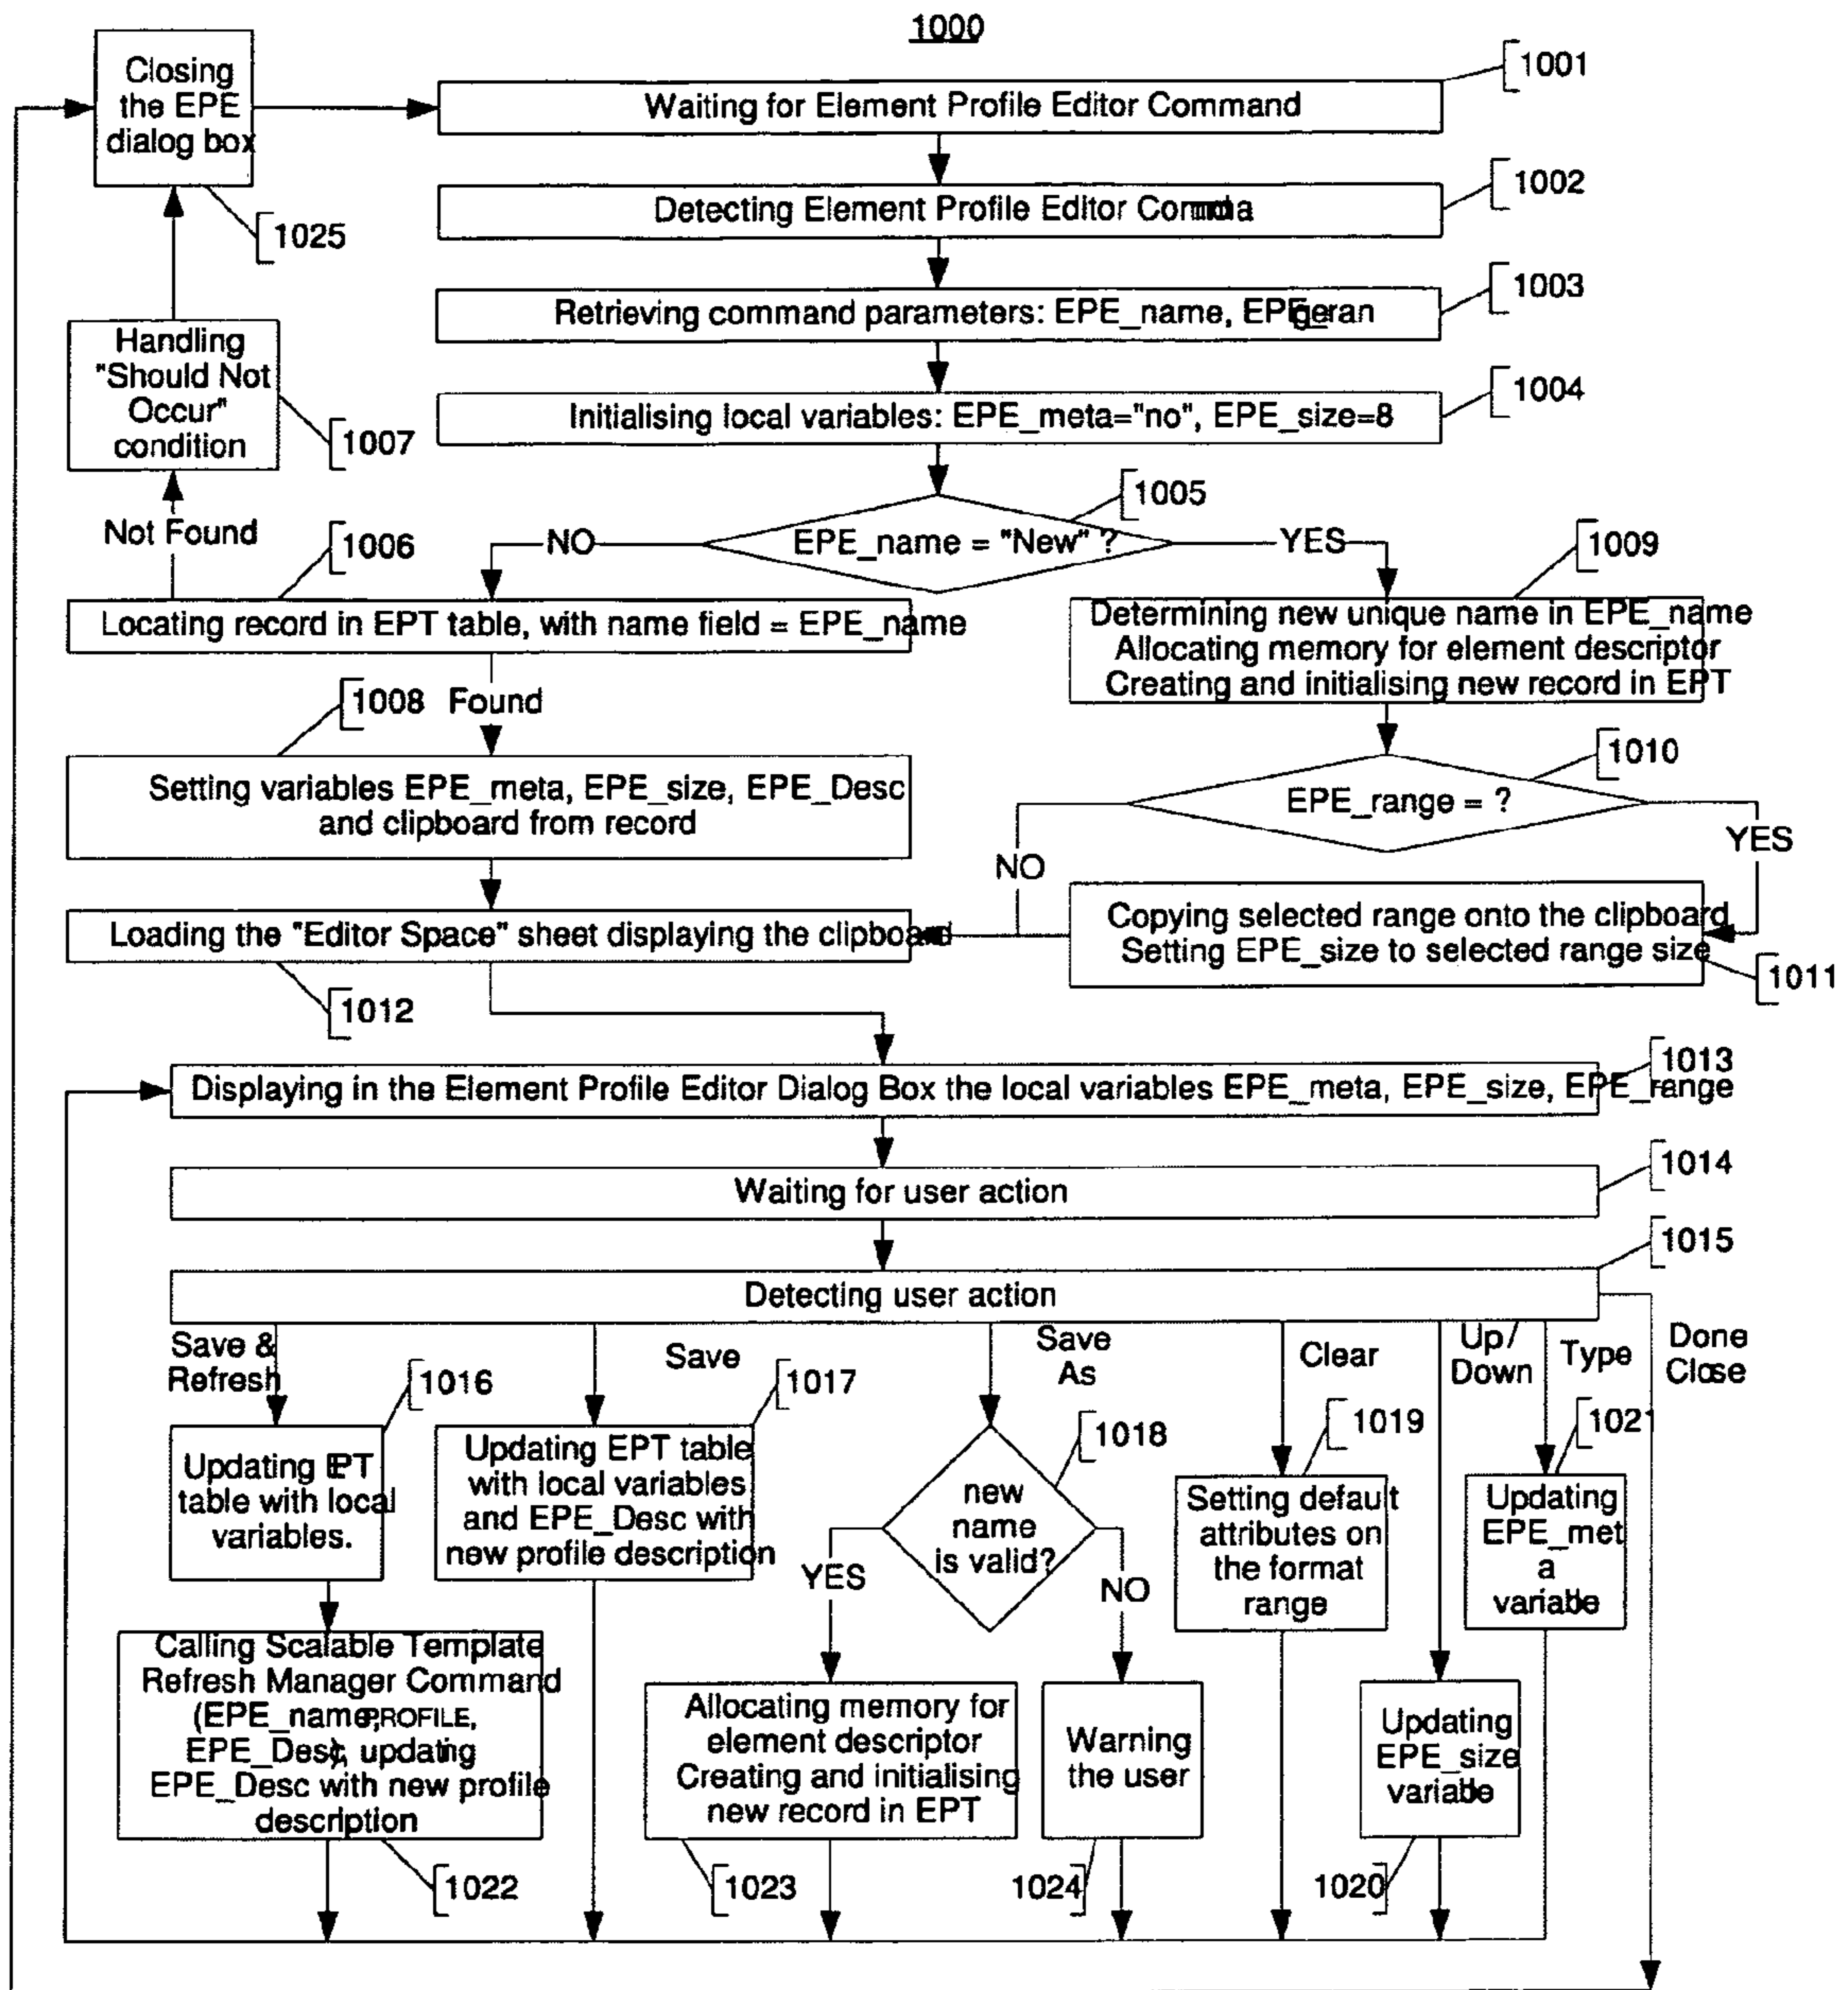 1000
Closing
the EPE
dialog box
1025
Waiting for Element Profile Editor Command
1001
Detecting Element Profile Editor
1002
Retrieving command parameters: EPE_name,
1003
Initialising local variables: EPE_meta="no", EPE_size=8
1004
Handling
"Should Not
Occur"
condition
1007
Not Found
1006
NO
EPE_name = "New" ?
1005
YES
1009
Locating record in EPT table, with name field = EPE_name
Determining new unique name in EPE_name
Allocating memory for element descriptor
Creating and initialising new record in EPT
1008
Found
Setting variables EPE_meta, EPE_size, EPE_Desc
and clipboard from record
EPE_range = ?
1010
NO
YES
Loading the "Editor Space" sheet displaying the clipboard
1012
Copying selected range onto the clipboard
Setting EPE_size to selected range size
1011
Displaying in the Element Profile Editor Dialog Box the local variables EPE_meta, EPE_size, EPE_range
1013
Waiting for user action
1014
Detecting user action
1015
Save &
Refresh
Save
Save
As
Clear
Up/
Down
Type
Done
Close
1016
1017
1018
1019
1021
Updating EPT
table with local
variables.
Updating EPT table
with local variables
and EPE_Desc with
new profile description
new
name
is valid?
YES
NO
Setting default
attributes on
the format
range
Updating
EPE_met
a
variable
Calling Scalable Template
Refresh Manager Command
(EPE_name, PROFILE,
EPE_Desc), updating
EPE_Desc with new profile
description
1022
Allocating memory for
element descriptor
Creating and initialising
new record in EPT
1023
Warning
the user
1024
Updating
EPE_size
variable
1020